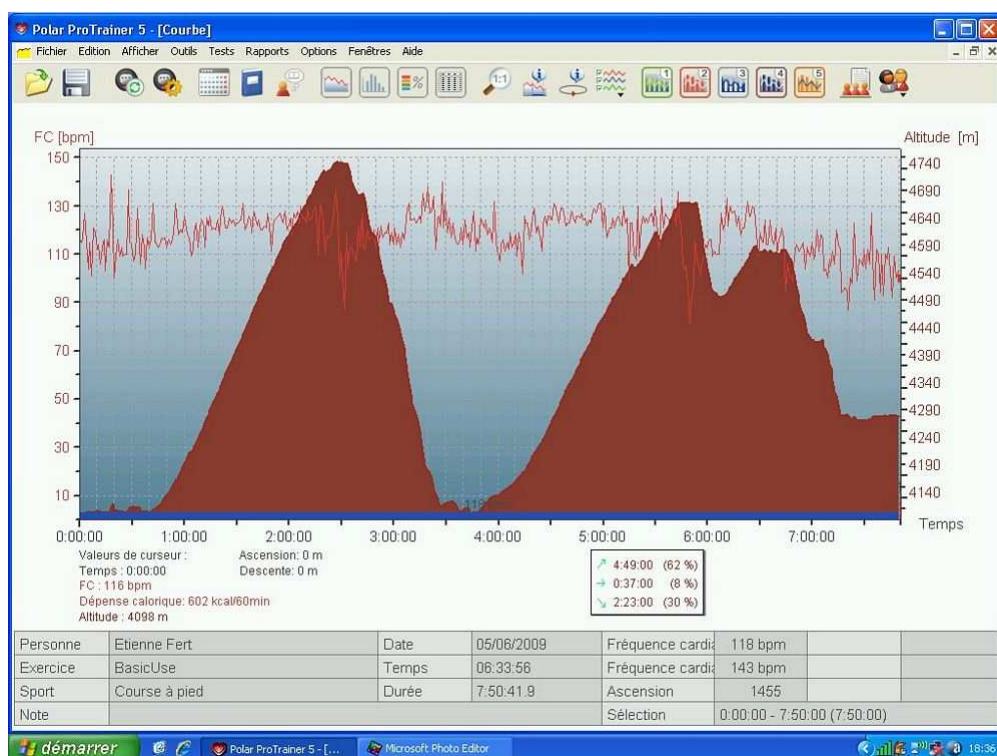 Polar ProTrainer 5 - [Courbe]
Fichier Edition Afficher Outils Tests Rapports Options Fenêtres Aide
1:1 1 2 3 4 5
FC [bpm] Altitude [m]
150
130
110
90
70
50
30
10
4740
4690
4640
4590
4540
4490
4440
4390
4340
4290
4240
4190
4140
0:00:00 1:00:00 2:00:00 3:00:00 4:00:00 5:00:00 6:00:00 7:00:00 Temps
Valeurs de curseur : Ascension: 0 m
Temps : 0:00:00 Descente: 0 m
FC : 116 bpm
Dépense calorique: 602 kcal/60min
Altitude : 4098 m
4:49:00 (62 %)
0:37:00 (8 %)
2:23:00 (30 %)
Personne Etienne Fert Date 05/06/2009 Fréquence cardia 118 bpm
Exercice BasicUse Temps 06:33:56 Fréquence cardia 143 bpm
Sport Course à pied Durée 7:50:41.9 Ascension 1455
Note Sélection 0:00:00 - 7:50:00 (7:50:00)
démarrer Polar ProTrainer 5 - [... Microsoft Photo Editor 18:36